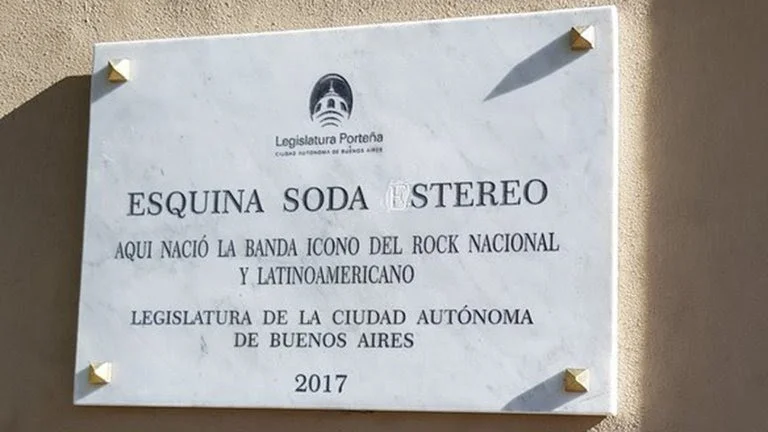 Legislatura Porteña
CIUDAD AUTÓNOMA DE BUENOS AIRES
ESQUINA SODA ESTEREO
AQUI NACIÓ LA BANDA ICONO DEL ROCK NACIONAL
Y LATINOAMERICANO
LEGISLATURA DE LA CIUDAD AUTÓNOMA
DE BUENOS AIRES
2017